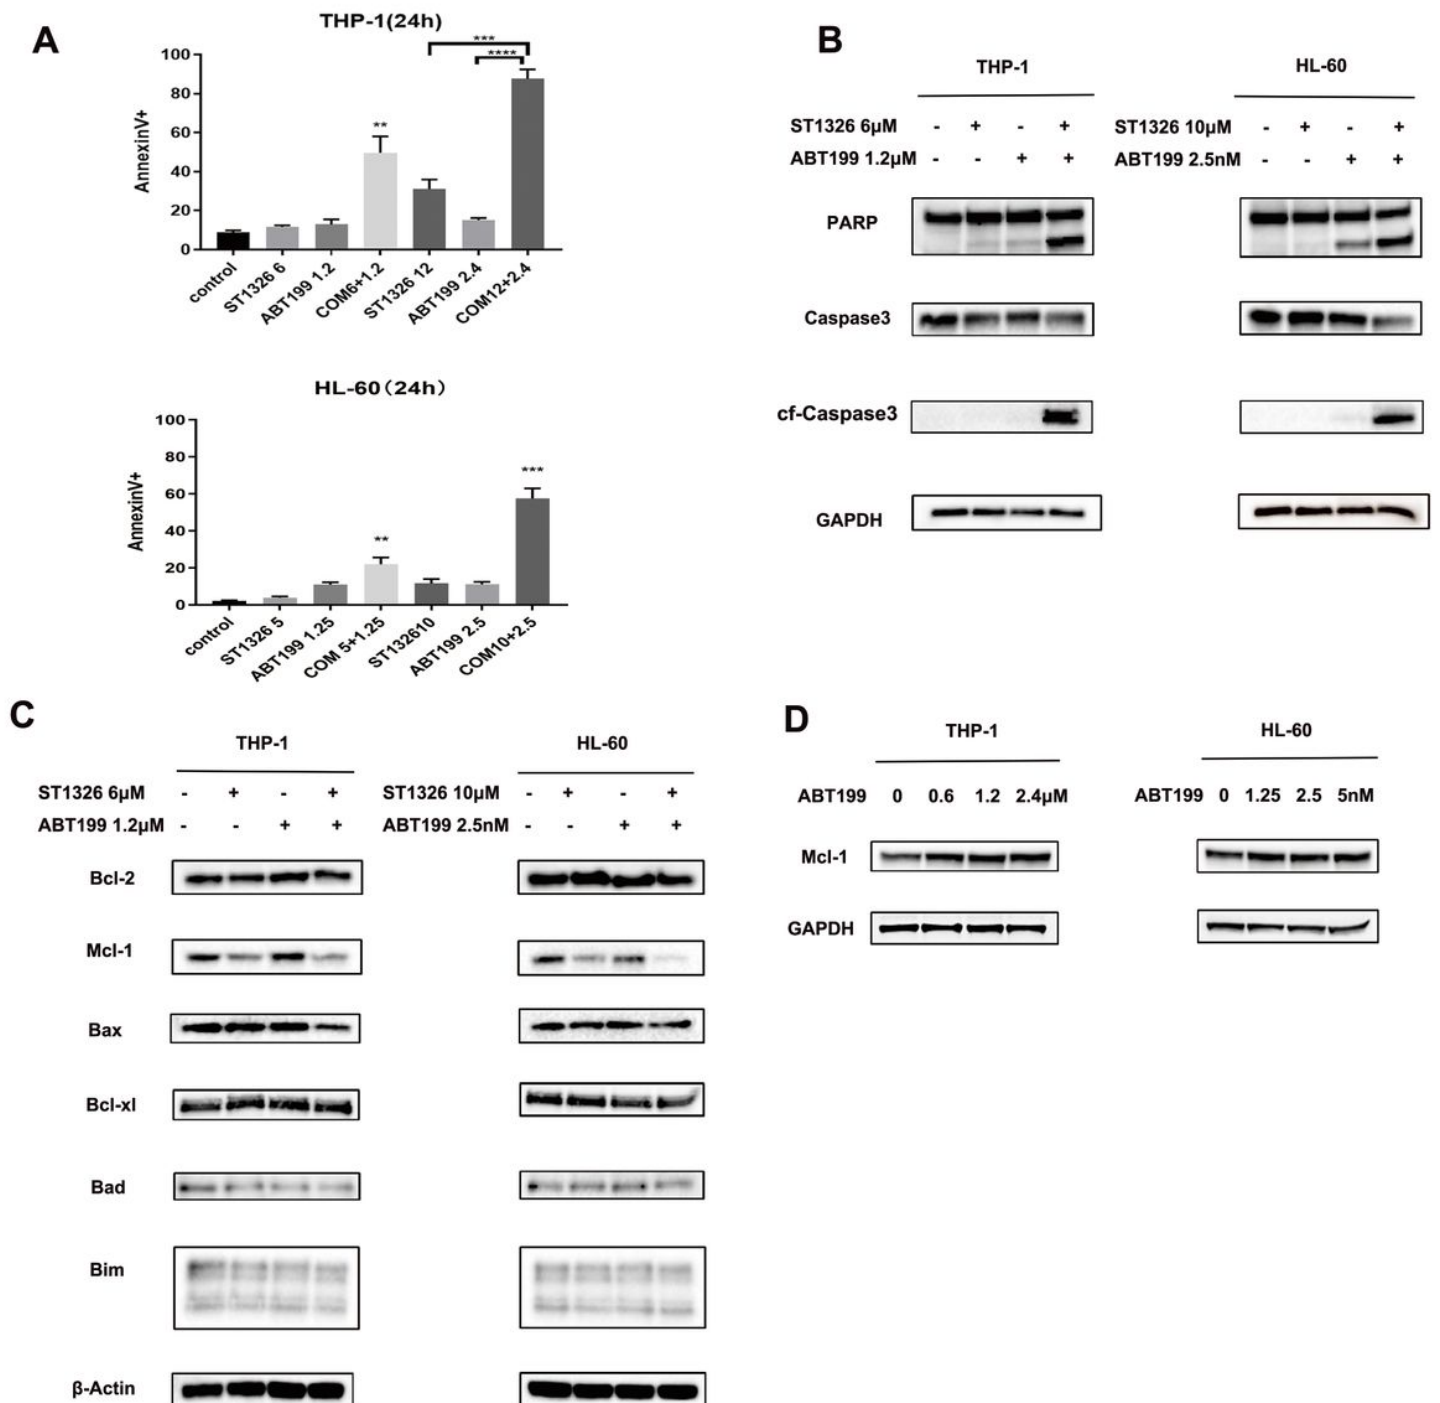 A
THP-1(24h)
AnnexinV+
100
80
60
40
20
0
**
***
****
control
ST1326 6
ABT199 1.2
COM6+1.2
ST1326 12
ABT199 2.4
COM12+2.4
HL-60（24h）
AnnexinV+
100
80
60
40
20
0
**
***
control
ST1326 5
ABT199 1.25
COM 5+1.25
ST132610
ABT199 2.5
COM10+2.5
B
THP-1
ST1326 6μM - + - +
ABT199 1.2μM - - + +
HL-60
ST1326 10μM - + - +
ABT199 2.5nM - - + +
PARP
Caspase3
cf-Caspase3
GAPDH
C
THP-1
ST1326 6μM - + - +
ABT199 1.2μM - - + +
HL-60
ST1326 10μM - + - +
ABT199 2.5nM - - + +
Bcl-2
Mcl-1
Bax
Bcl-xl
Bad
Bim
β-Actin
D
THP-1
ABT199 0 0.6 1.2 2.4μM
HL-60
ABT199 0 1.25 2.5 5nM
Mcl-1
GAPDH